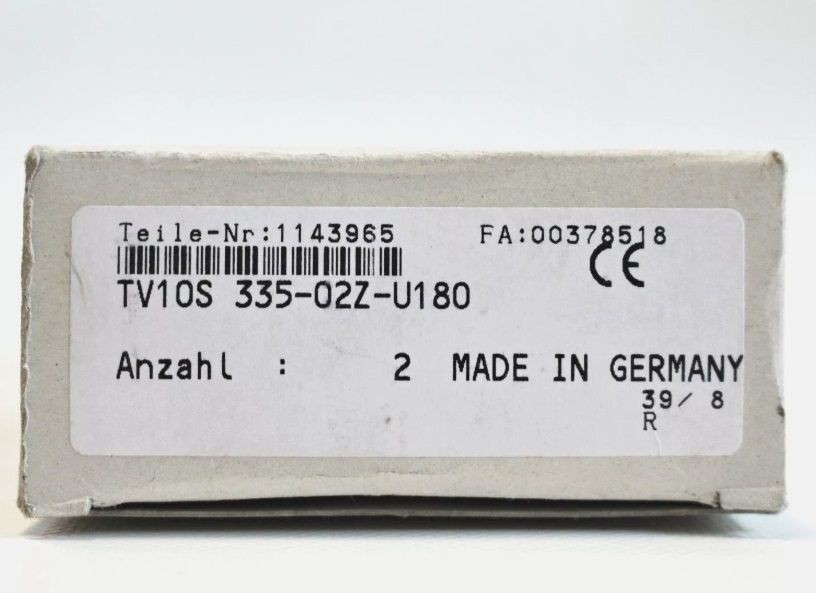 Teile-Nr:1143965 FA:00378518
CE
TV10S 335-02Z-U180
Anzahl : 2 MADE IN GERMANY
39/ 8
R